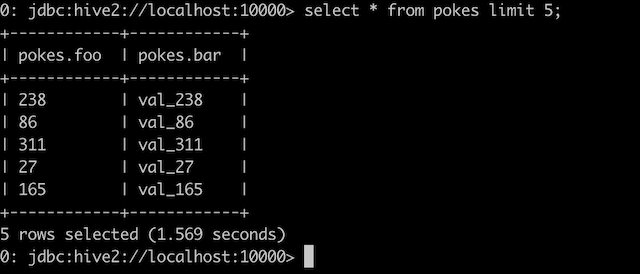 0: jdbc:hive2://localhost:10000> select * from pokes limit 5;
+------------+------------+
| pokes.foo  | pokes.bar  |
+------------+------------+
| 238        | val_238    |
| 86         | val_86     |
| 311        | val_311    |
| 27         | val_27     |
| 165        | val_165    |
+------------+------------+
5 rows selected (1.569 seconds)
0: jdbc:hive2://localhost:10000>